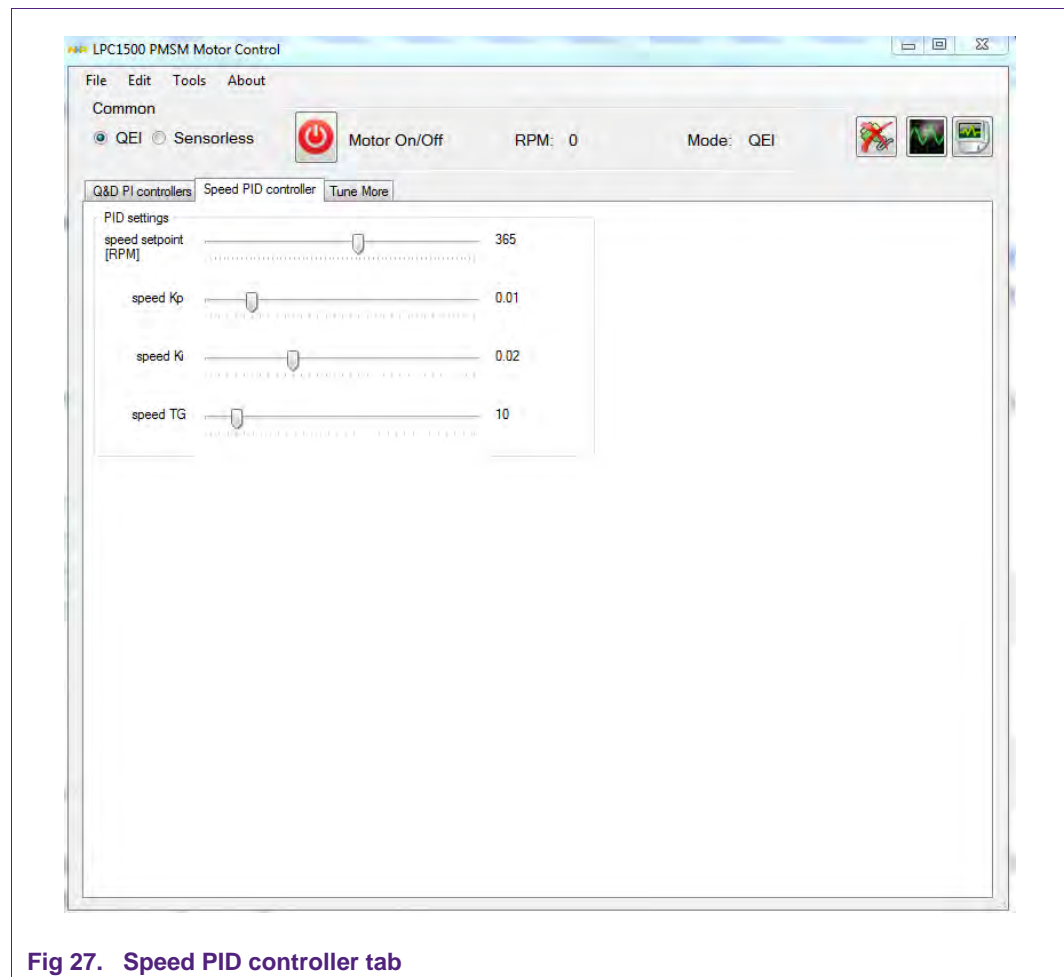 LPC1500 PMSM Motor Control
File Edit Tools About
Common
QEI Sensorless Motor On/Off RPM: 0 Mode: QEI
Q&D PI controllers Speed PID controller Tune More
PID settings
speed setpoint 365
[RPM]
speed Kp 0.01
speed Ki 0.02
speed TG 10
Fig 27. Speed PID controller tab